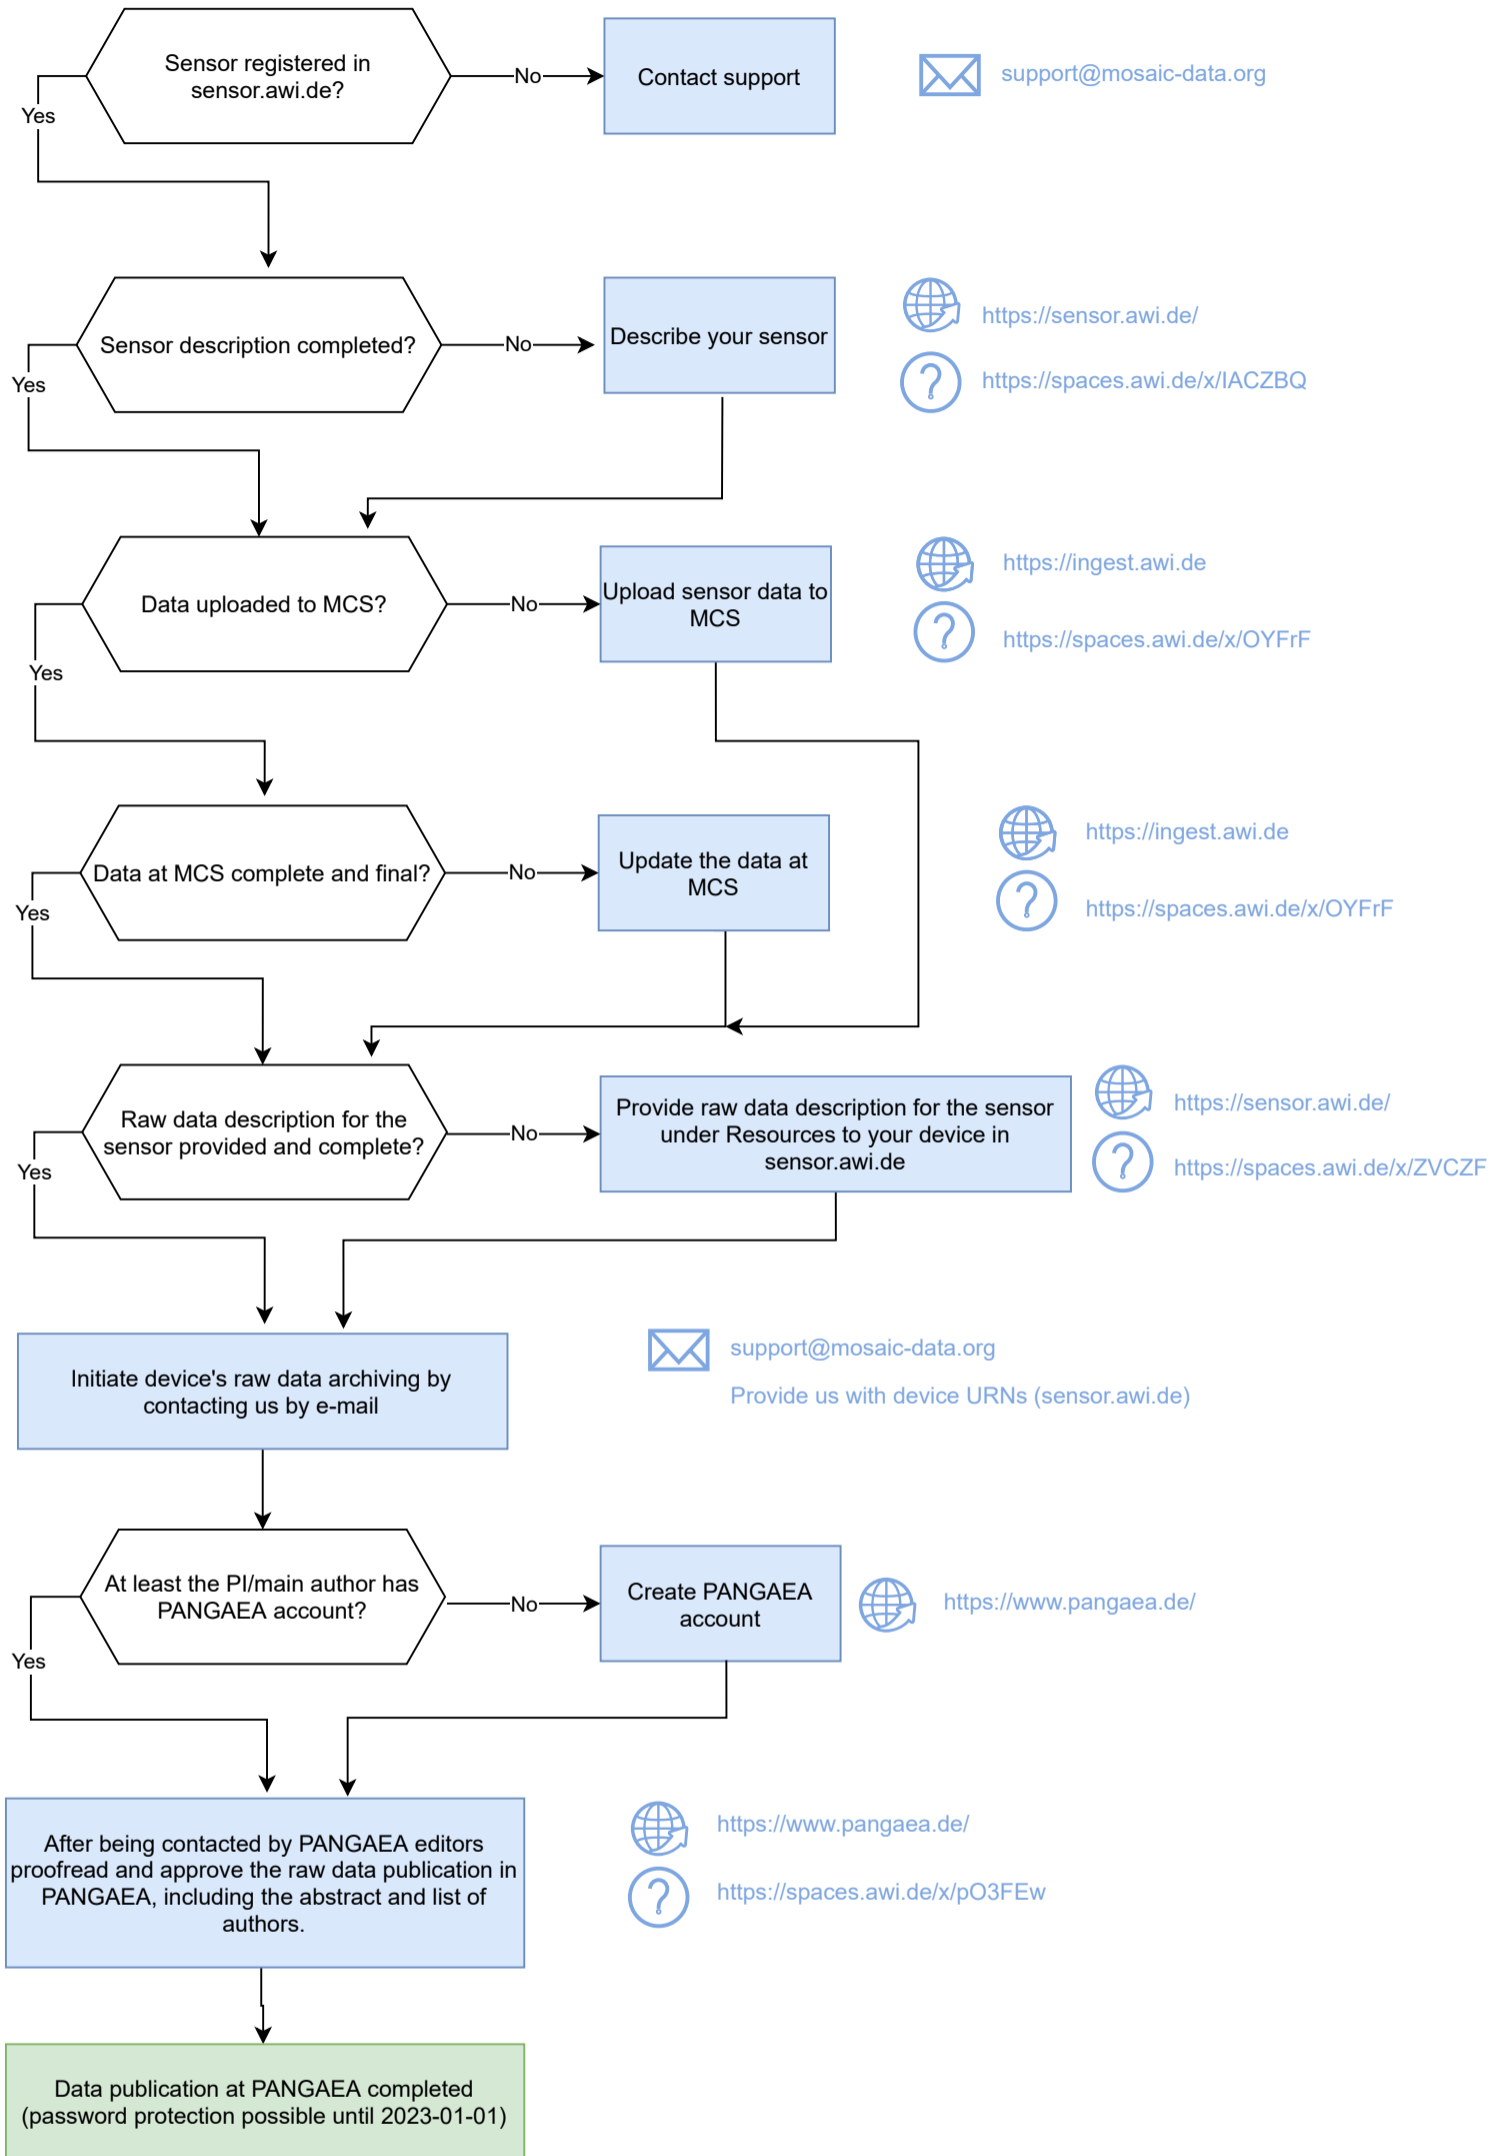 Sensor registered in
sensor.awi.de?
No
Contact support
support@mosaic-data.org
Yes
Sensor description completed?
No
Describe your sensor
https://sensor.awi.de/
https://spaces.awi.de/x/IACZBQ
Yes
Data uploaded to MCS?
No
Upload sensor data to
MCS
https://ingest.awi.de
https://spaces.awi.de/x/OYFrF
Yes
Data at MCS complete and final?
No
Update the data at
MCS
https://ingest.awi.de
https://spaces.awi.de/x/OYFrF
Yes
Raw data description for the
sensor provided and complete?
No
Provide raw data description for the sensor
under Resources to your device in
sensor.awi.de
https://sensor.awi.de/
https://spaces.awi.de/x/ZVCZF
Yes
Initiate device's raw data archiving by
contacting us by e-mail
support@mosaic-data.org
Provide us with device URNs (sensor.awi.de)
At least the PI/main author has
PANGAEA account?
No
Create PANGAEA
account
https://www.pangaea.de/
Yes
After being contacted by PANGAEA editors
proofread and approve the raw data publication in
PANGAEA, including the abstract and list of
authors.
https://www.pangaea.de/
https://spaces.awi.de/x/pO3FEw
Data publication at PANGAEA completed
(password protection possible until 2023-01-01)